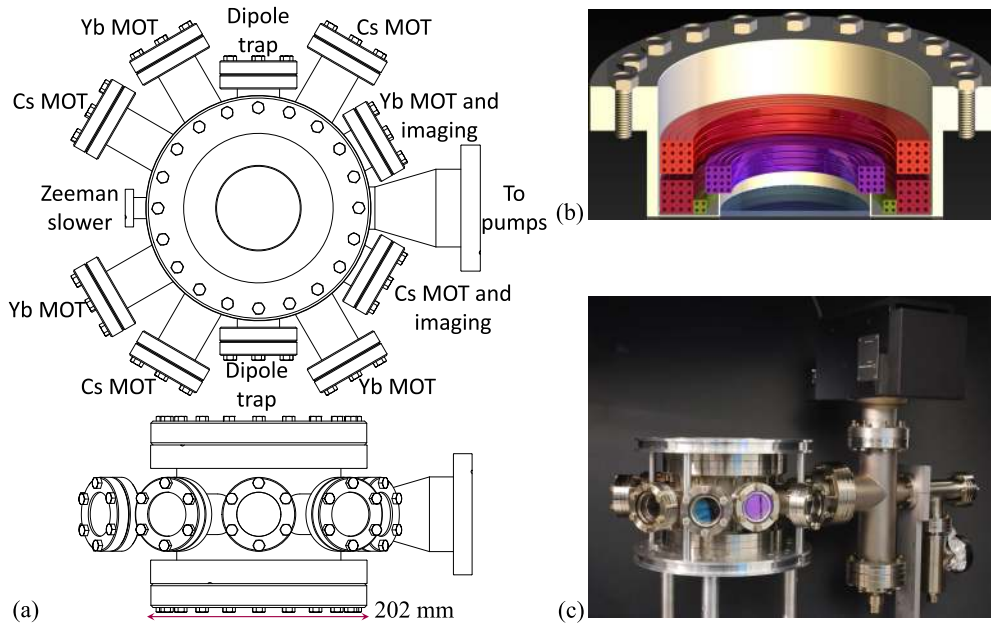 Dipole
trap
Yb MOT
Cs MOT
Cs MOT
Yb MOT and
imaging
Zeeman
slower
To
pumps
(b)
Yb MOT
Cs MOT and
imaging
Cs MOT
Dipole
trap
Yb MOT
(a)
202 mm
(c)